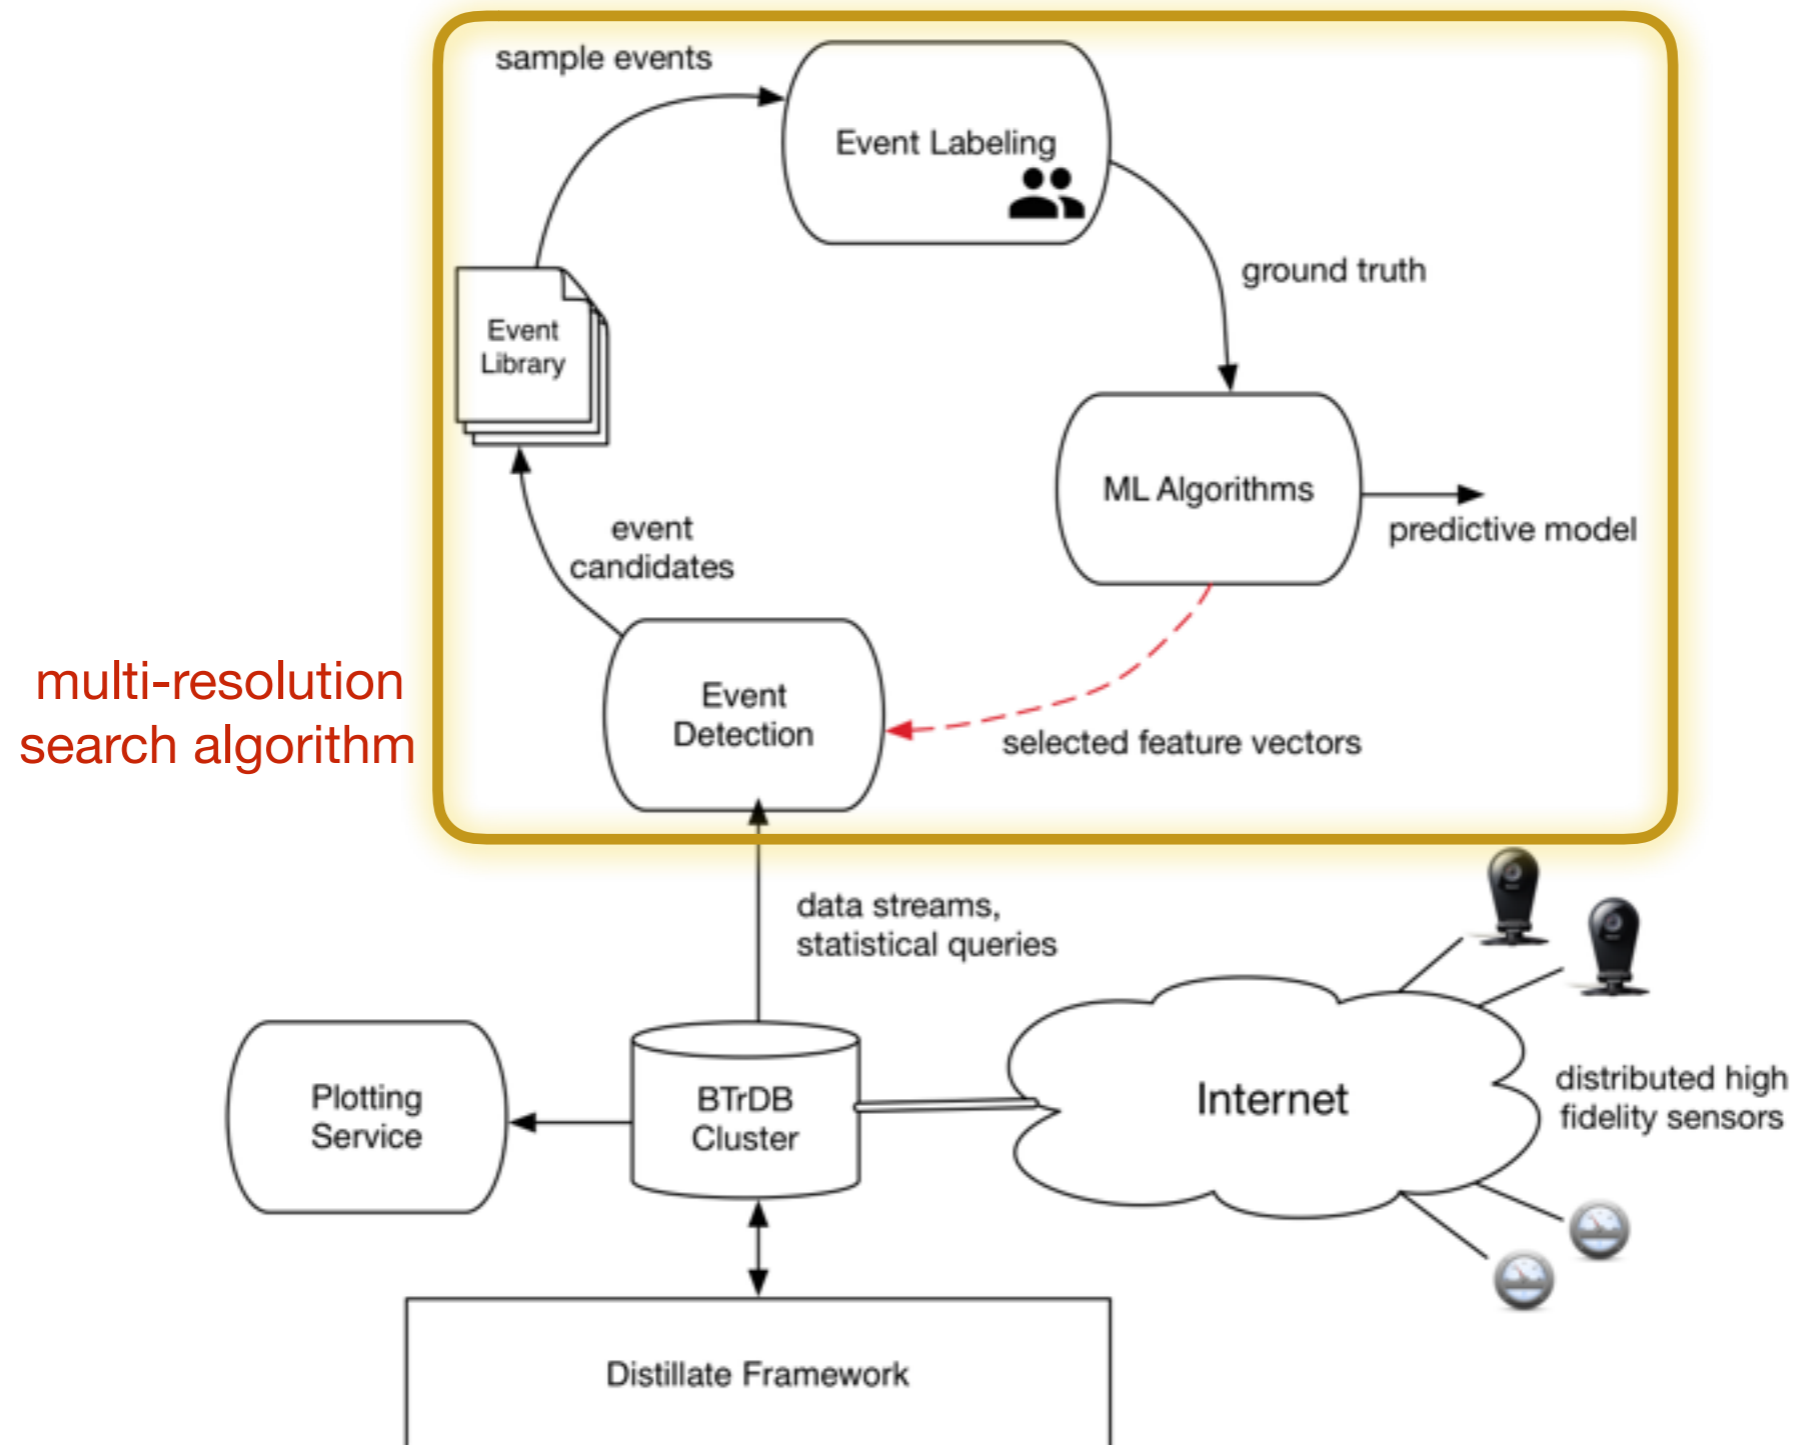 sample events
Event Labeling
ground truth
Event
Library
ML Algorithms
predictive model
event
candidates
multi-resolution
search algorithm
Event
Detection
selected feature vectors
data streams,
statistical queries
Plotting
Service
BTrDB
Cluster
Internet
distributed high
fidelity sensors
Distillate Framework